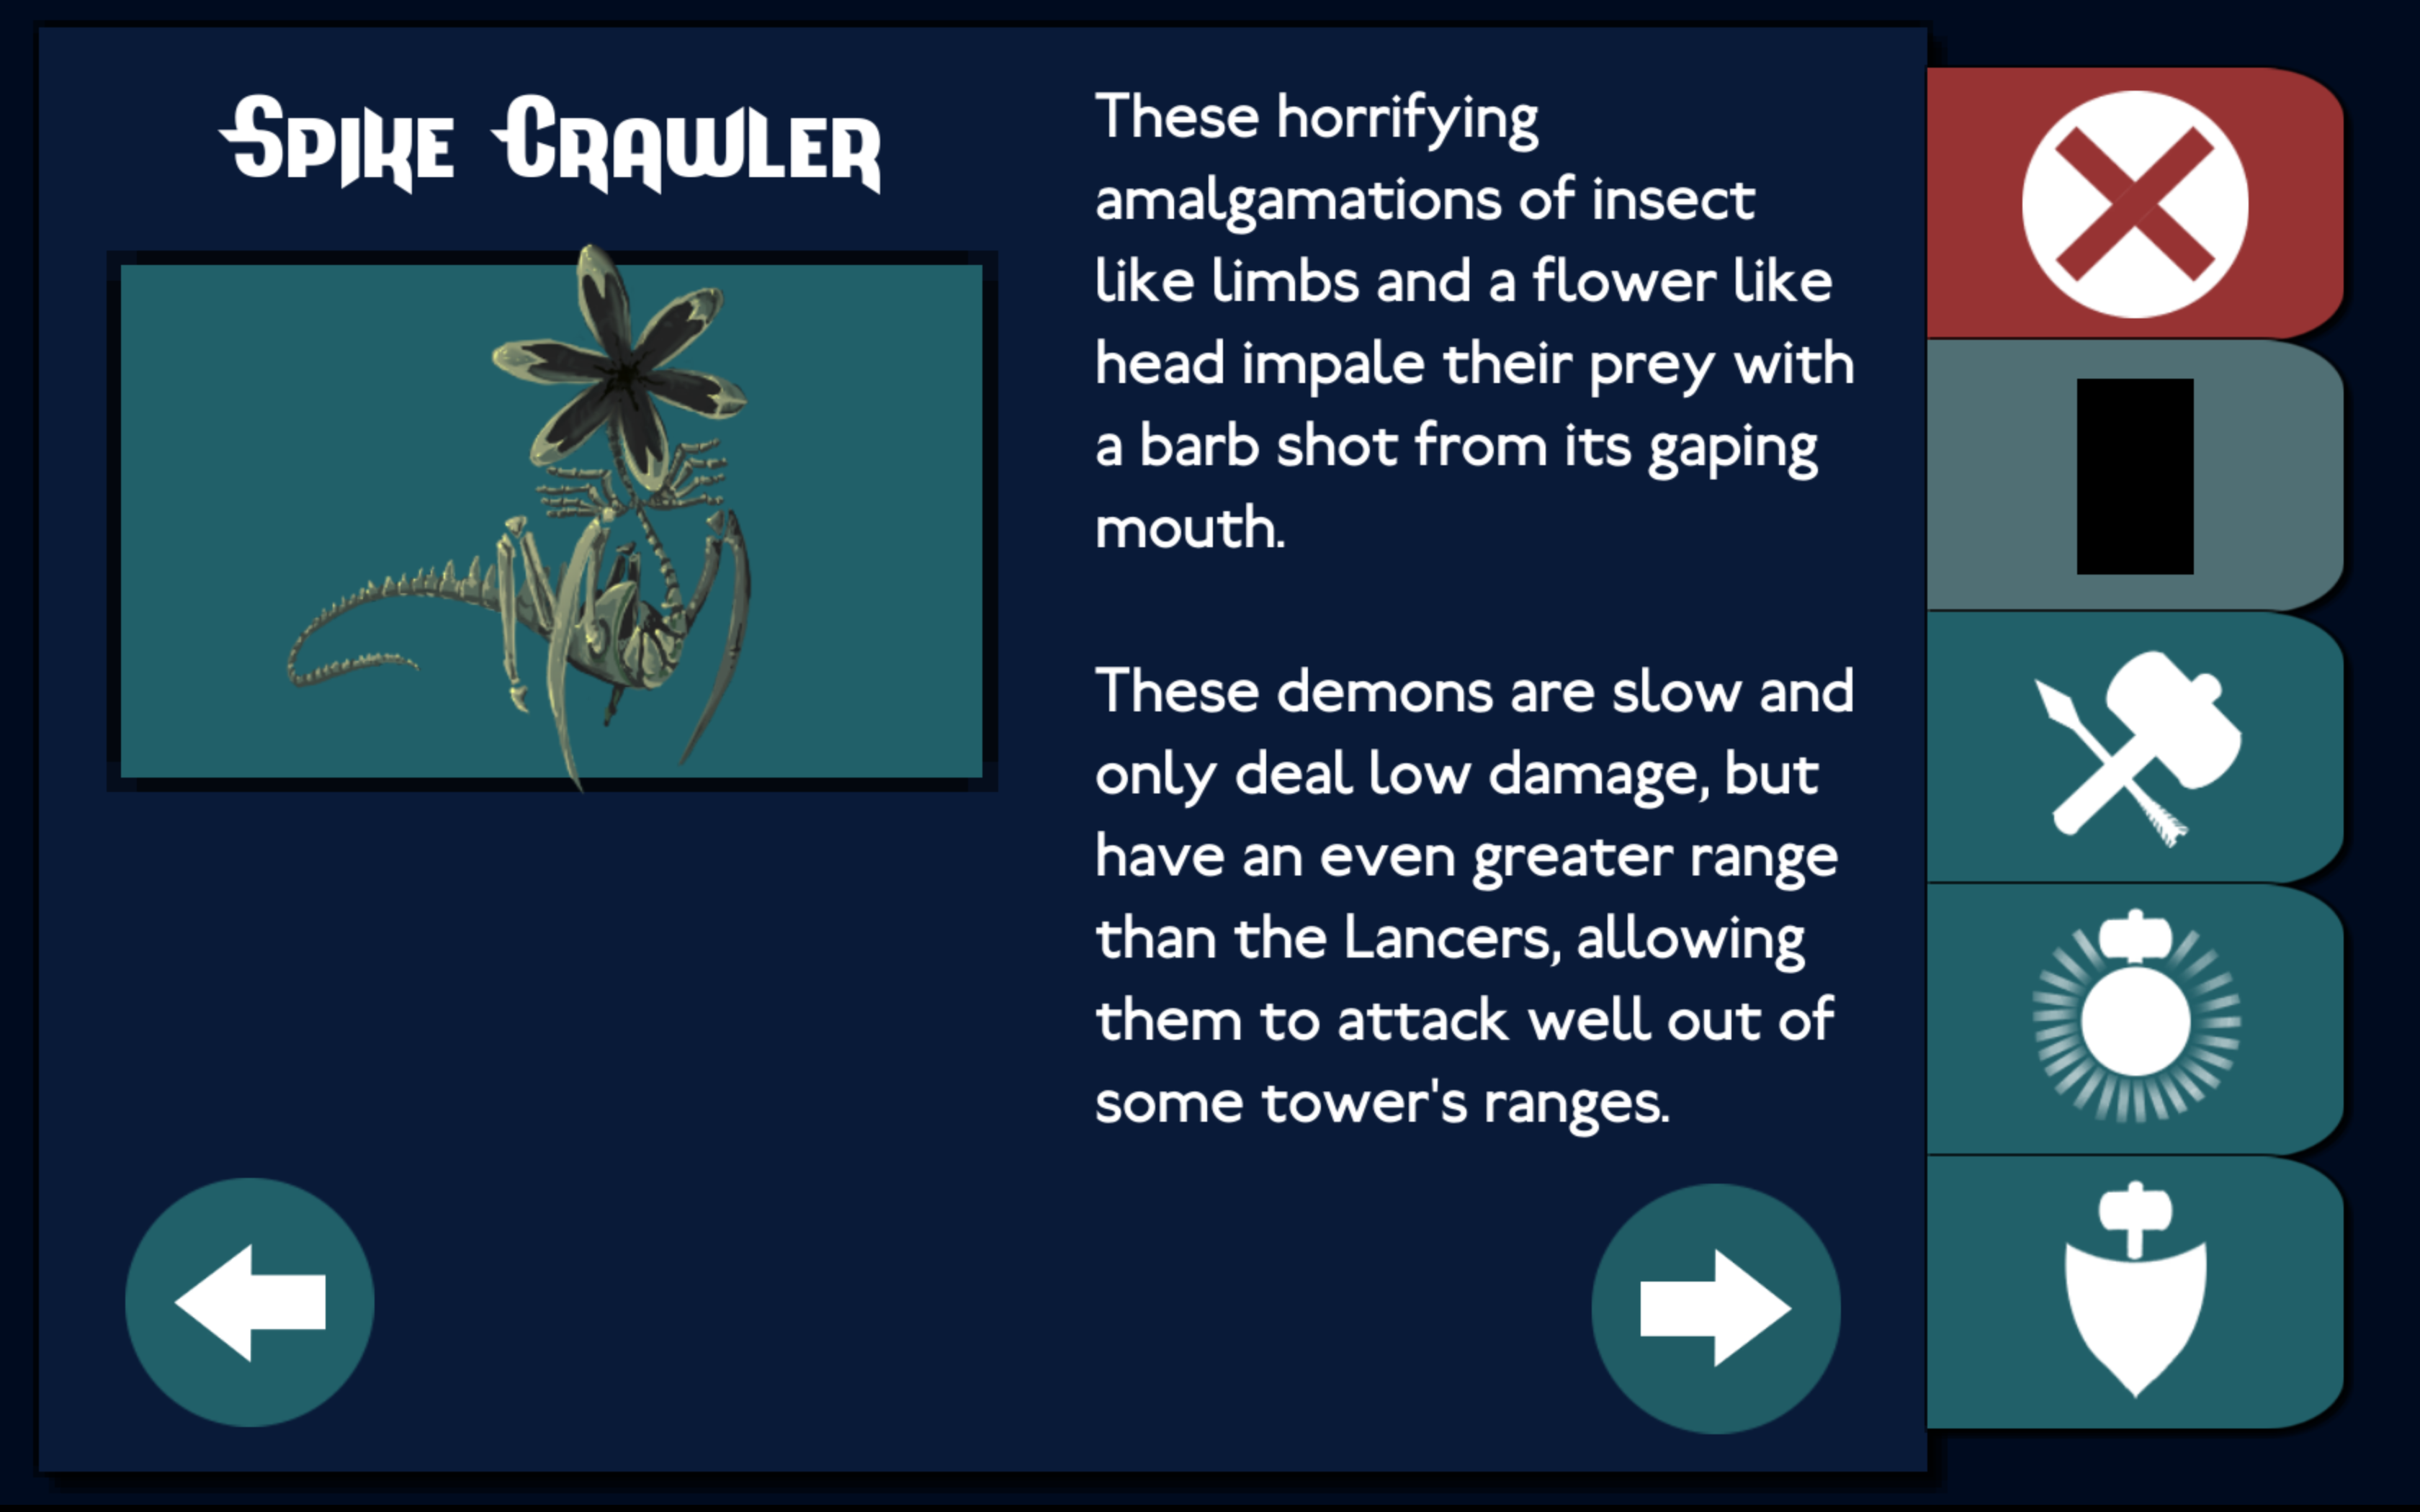 Spike Crawler
These horrifying
amalgamations of insect
like limbs and a flower like
head impale their prey with
a barb shot from its gaping
mouth.
These demons are slow and
only deal low damage, but
have an even greater range
than the Lancers, allowing
them to attack well out of
some tower's ranges.